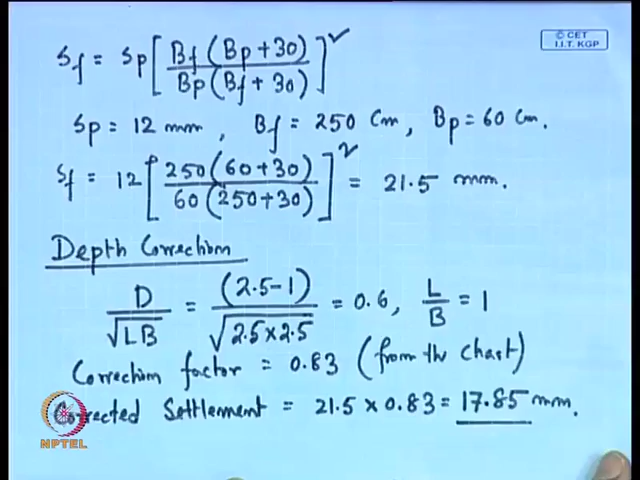 © CET
I.I.T. KGP
Sf = Sp [ Bf (Bp + 30) / Bp (Bf + 30) ]²
Sp = 12 mm, Bf = 250 Cm, Bp = 60 Cm.
Sf = 12 [ 250 (60+30) / 60 (250+30) ]² = 21.5 mm.
Depth Correction
D / √LB = (2.5-1) / √2.5×2.5 = 0.6, L/B = 1
Correction factor = 0.83 (from the Chart)
Corrected Settlement = 21.5 x 0.83 = 17.85 mm.
NPTEL